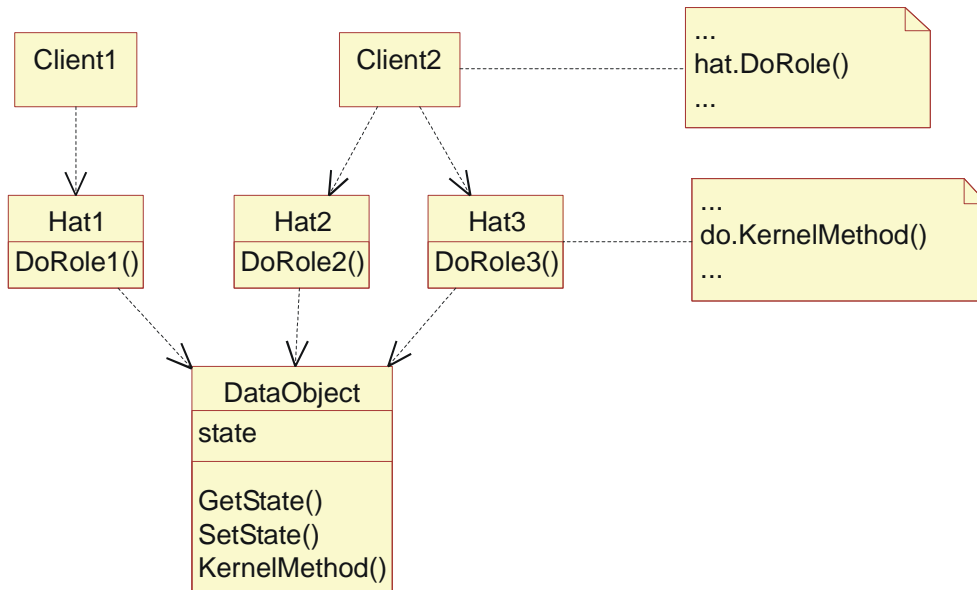 Client1
Client2
...
hat.DoRole()
...
Hat1
DoRole1()
Hat2
DoRole2()
Hat3
DoRole3()
...
do.KernelMethod()
...
DataObject
state
GetState()
SetState()
KernelMethod()